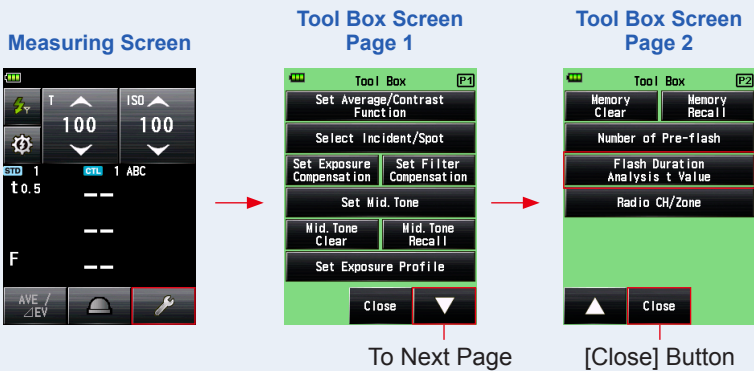 Measuring Screen
Tool Box Screen
Page 1
Tool Box Screen
Page 2
T
100
ISO
100
STD 1
CTL 1 ABC
t0.5
--
--
F
--
AVE /
⊿EV
Tool Box P1
Set Average/Contrast
Function
Select Incident/Spot
Set Exposure
Compensation
Set Filter
Compensation
Set Mid. Tone
Mid. Tone
Clear
Mid. Tone
Recall
Set Exposure Profile
Close
To Next Page
Tool Box P2
Memory
Clear
Memory
Recall
Number of Pre-flash
Flash Duration
Analysis t Value
Radio CH/Zone
Close
[Close] Button